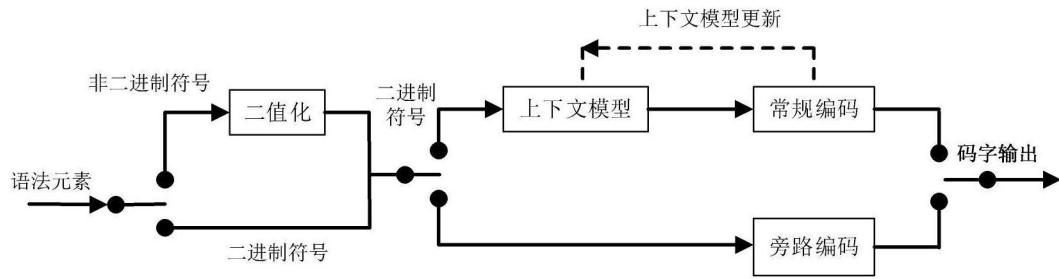 上下文模型更新
非二进制符号
二值化
二进制
符号
上下文模型
常规编码
码字输出
语法元素
二进制符号
旁路编码